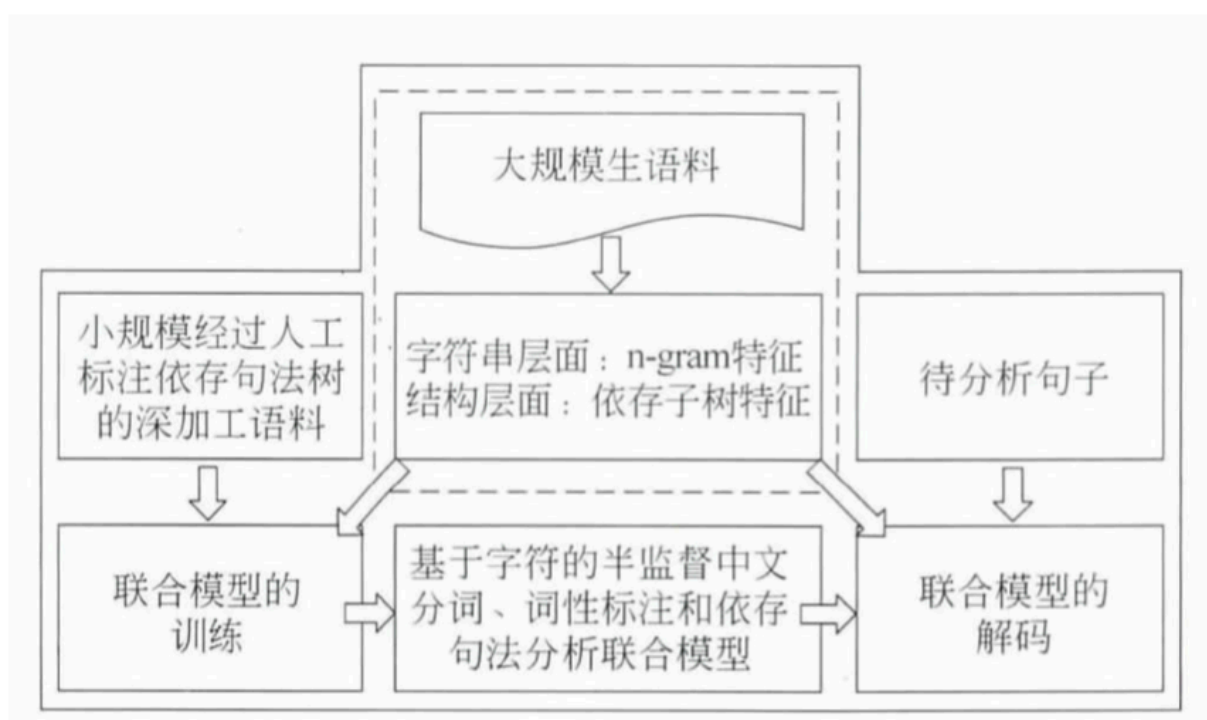 大规模生语料
小规模经过人工
标注依存句法树
的深加工语料
字符串层面：n-gram特征
结构层面：依存子树特征
待分析句子
联合模型的
训练
基于字符的半监督中文
分词、词性标注和依存
句法分析联合模型
联合模型的
解码